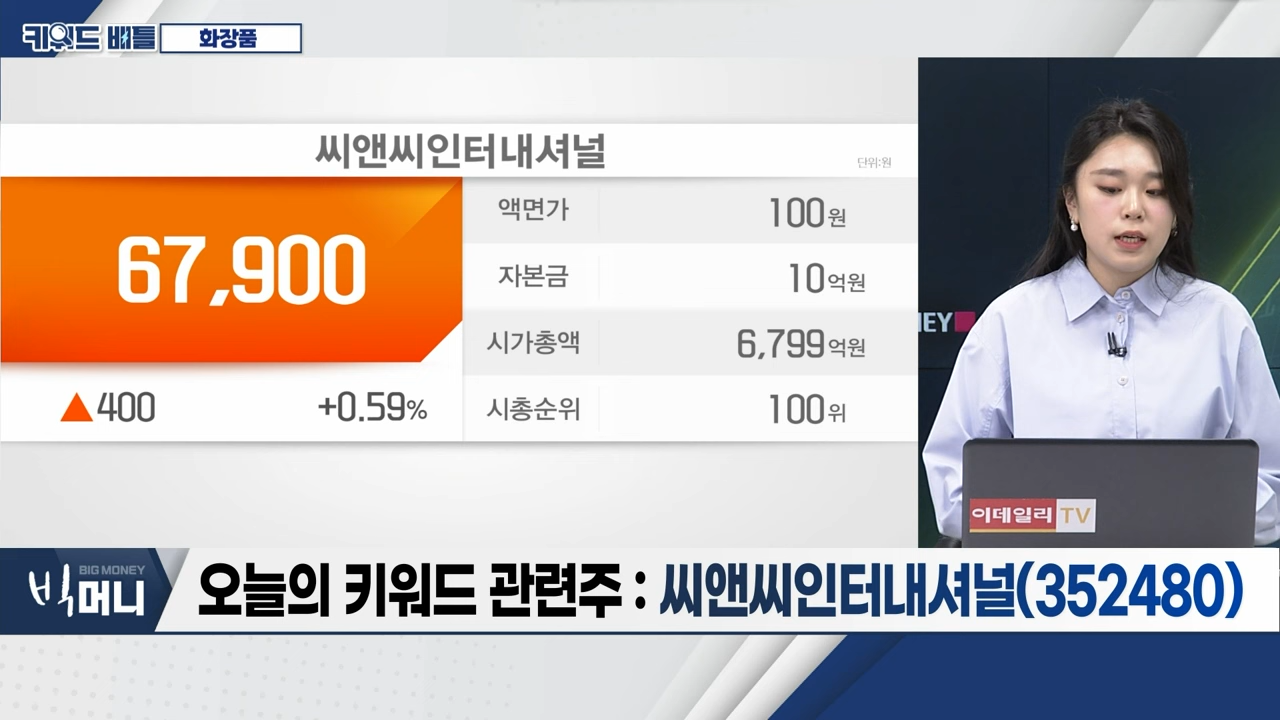 키워드 배틀 화장품
씨앤씨인터내셔널
단위:원
67,900
▲400 +0.59%
액면가 100원
자본금 10억원
시가총액 6,799억원
시총순위 100위
NEY
이데일리 TV
BIG MONEY
빅머니
오늘의 키워드 관련주 : 씨앤씨인터내셔널(352480)